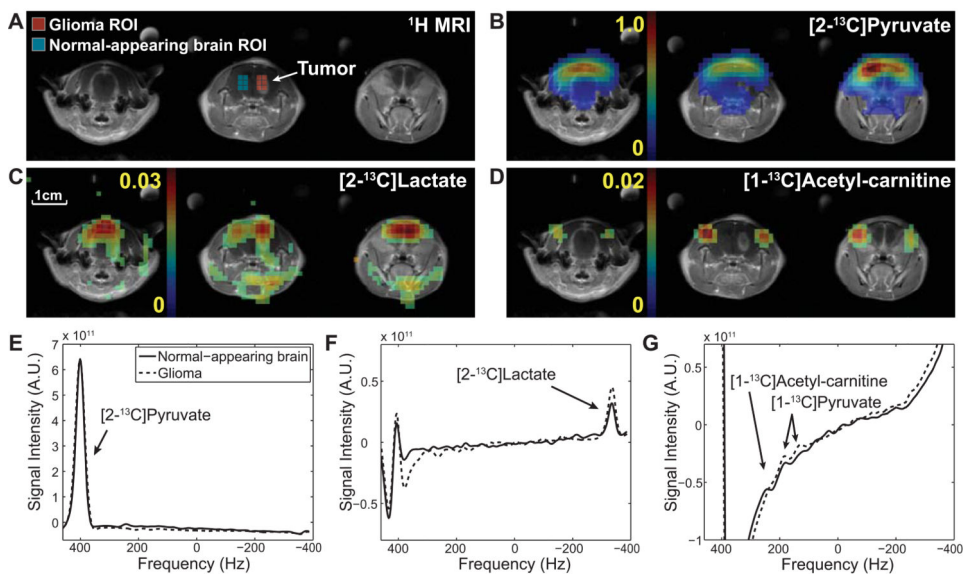 A
Glioma ROI
Normal-appearing brain ROI
¹H MRI
Tumor
B
1.0
[2-¹³C]Pyruvate
0
C
0.03
[2-¹³C]Lactate
1cm
0
D
0.02
[1-¹³C]Acetyl-carnitine
0
E
x 10¹¹
7
6
5
4
3
2
1
0
Signal Intensity (A.U.)
Normal−appearing brain
Glioma
[2-¹³C]Pyruvate
400 200 0 −200 −400
Frequency (Hz)
F
x 10¹¹
0.5
0
−0.5
Signal Intensity (A.U.)
[2-¹³C]Lactate
400 200 0 −200 −400
Frequency (Hz)
G
x 10¹¹
0.5
0
−0.5
−1
Signal Intensity (A.U.)
[1-¹³C]Acetyl-carnitine
[1-¹³C]Pyruvate
400 200 0 −200 −400
Frequency (Hz)